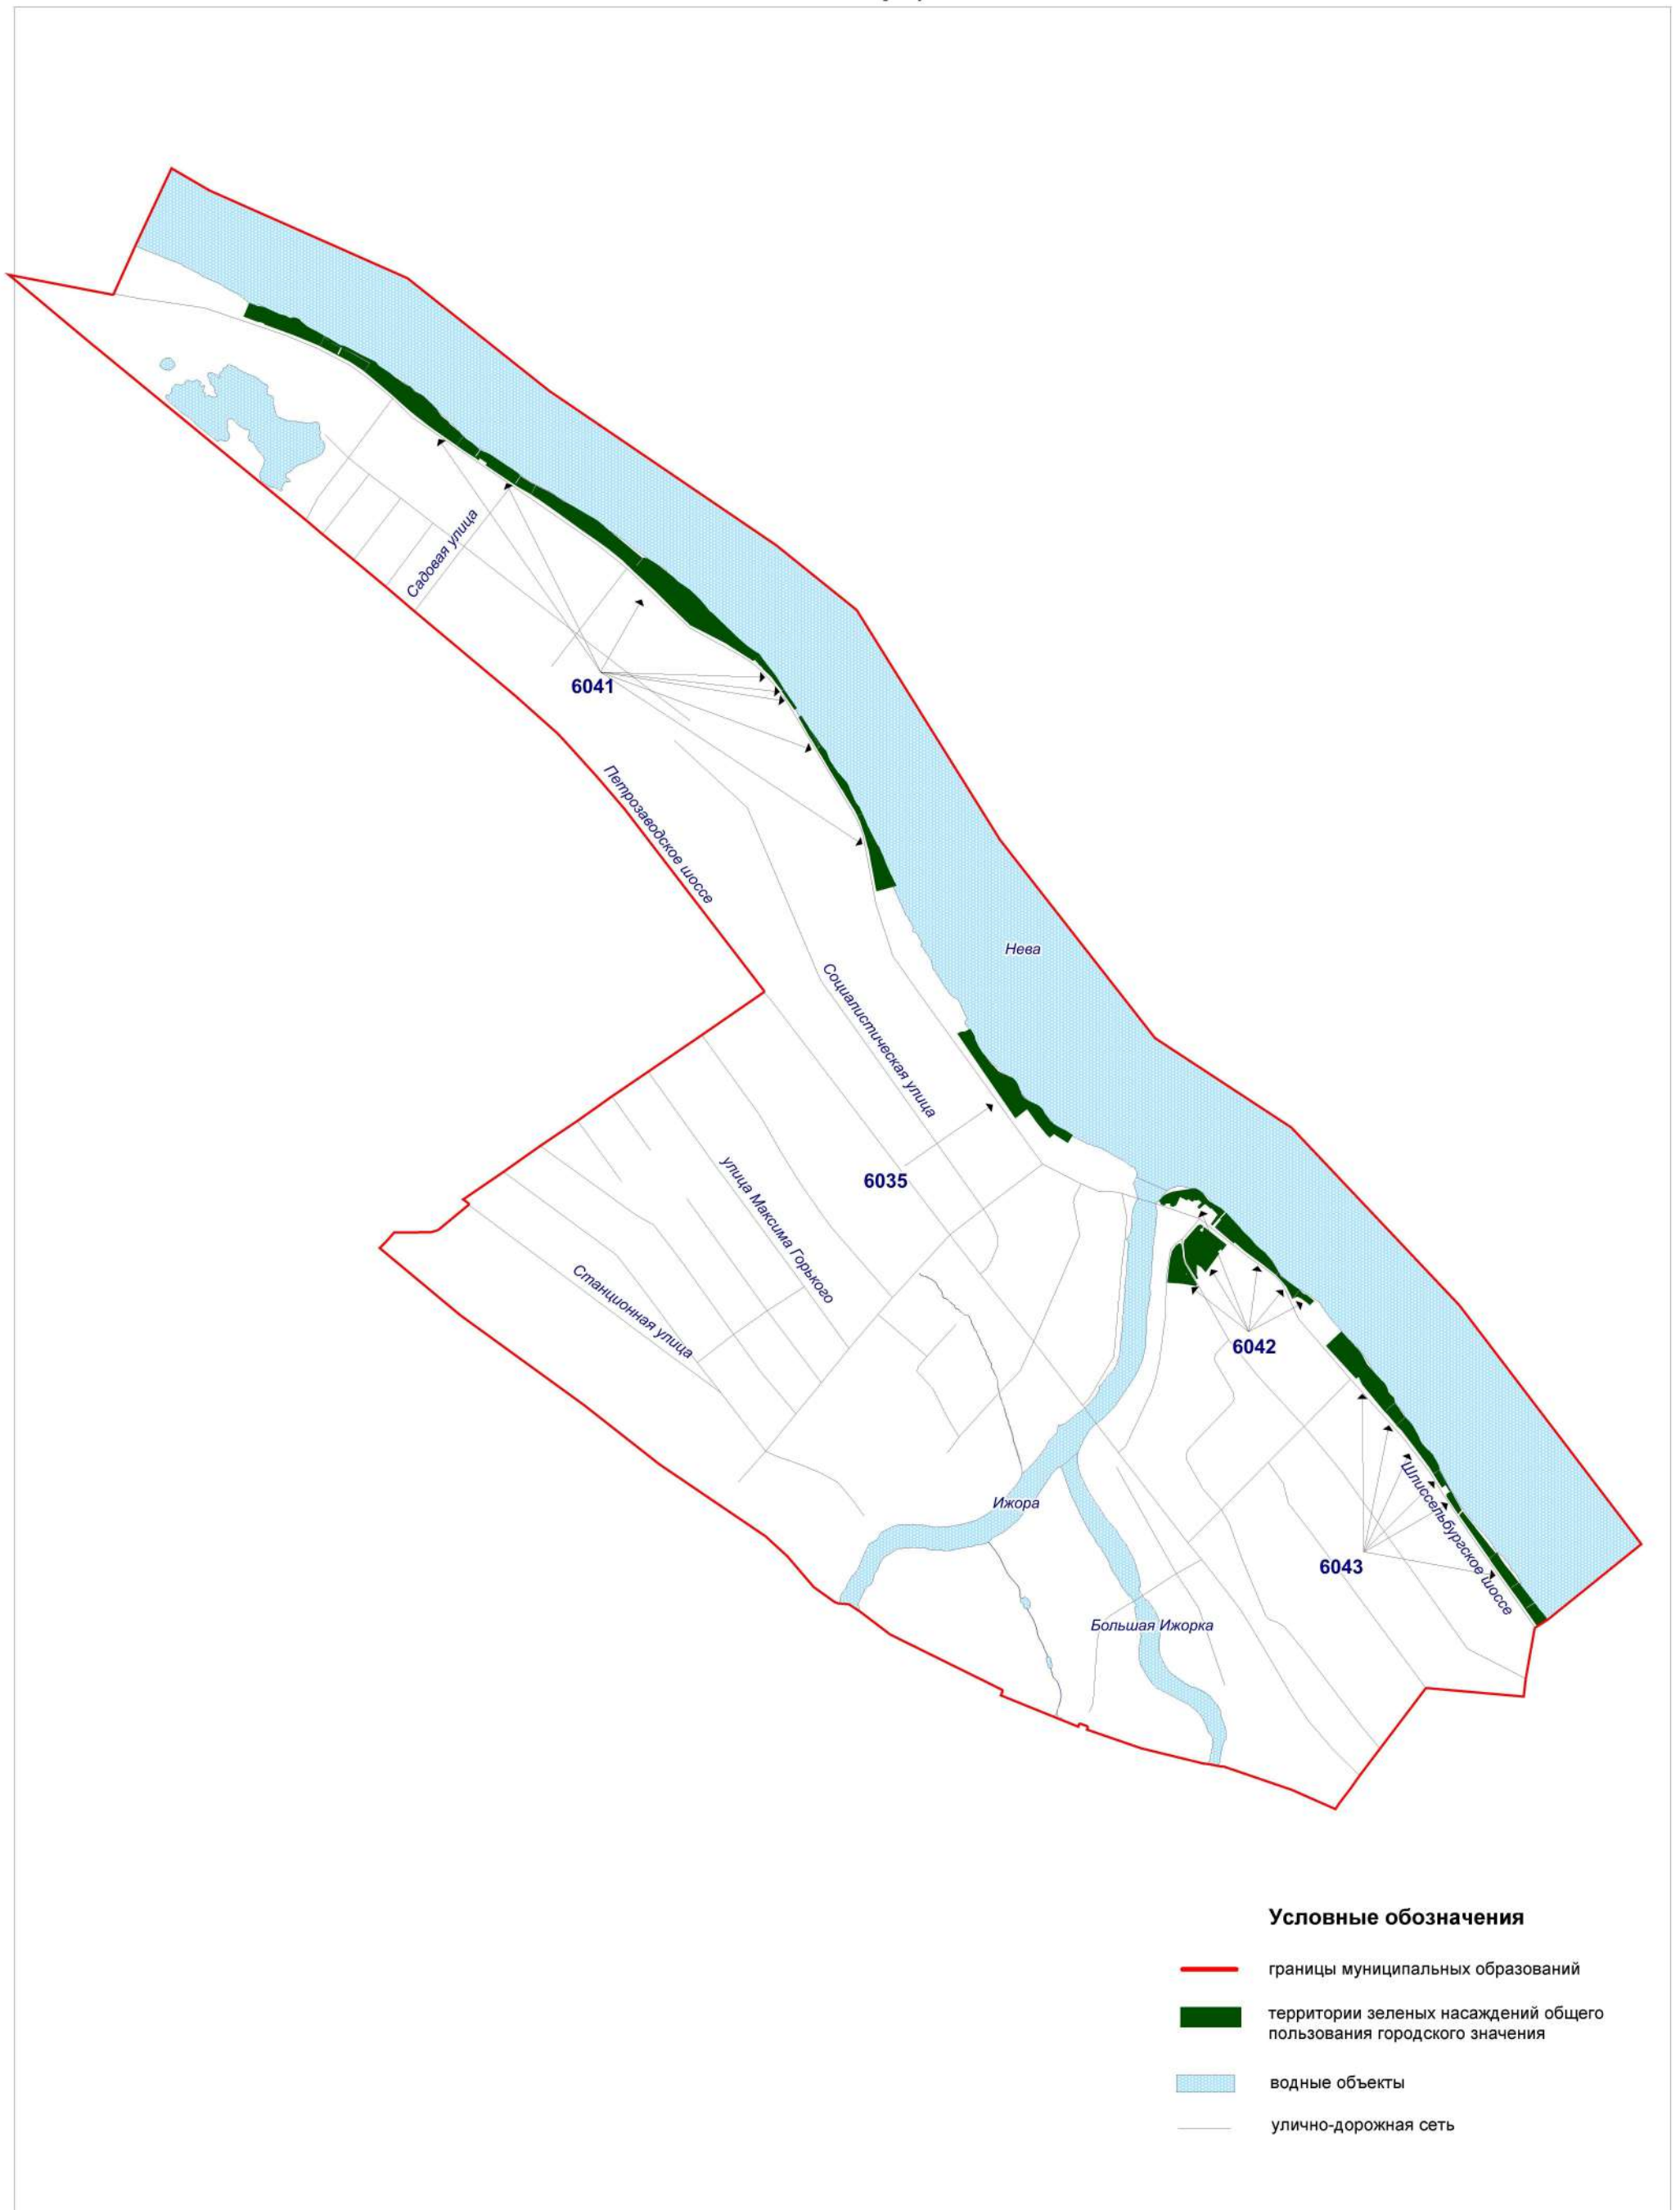 Садовая улица
6041
Петрозаводское шоссе
Нева
Социалистическая улица
6035
улица Максима Горького
Станционная улица
6042
Ижора
Шлиссельбургское шоссе
6043
Большая Ижорка
Условные обозначения
границы муниципальных образований
территории зеленых насаждений общего
пользования городского значения
водные объекты
улично-дорожная сеть